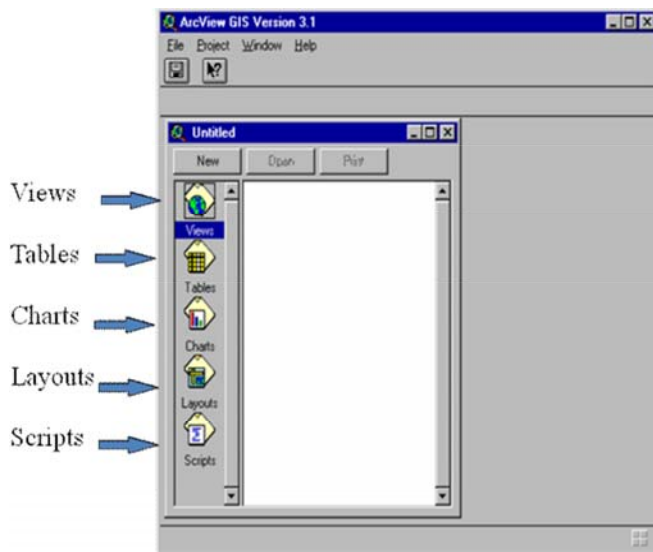 ArcView GIS Version 3.1
File Project Window Help
Untitled
New Open Print
Views
Views
Tables
Tables
Charts
Charts
Layouts
Layouts
Scripts
Scripts